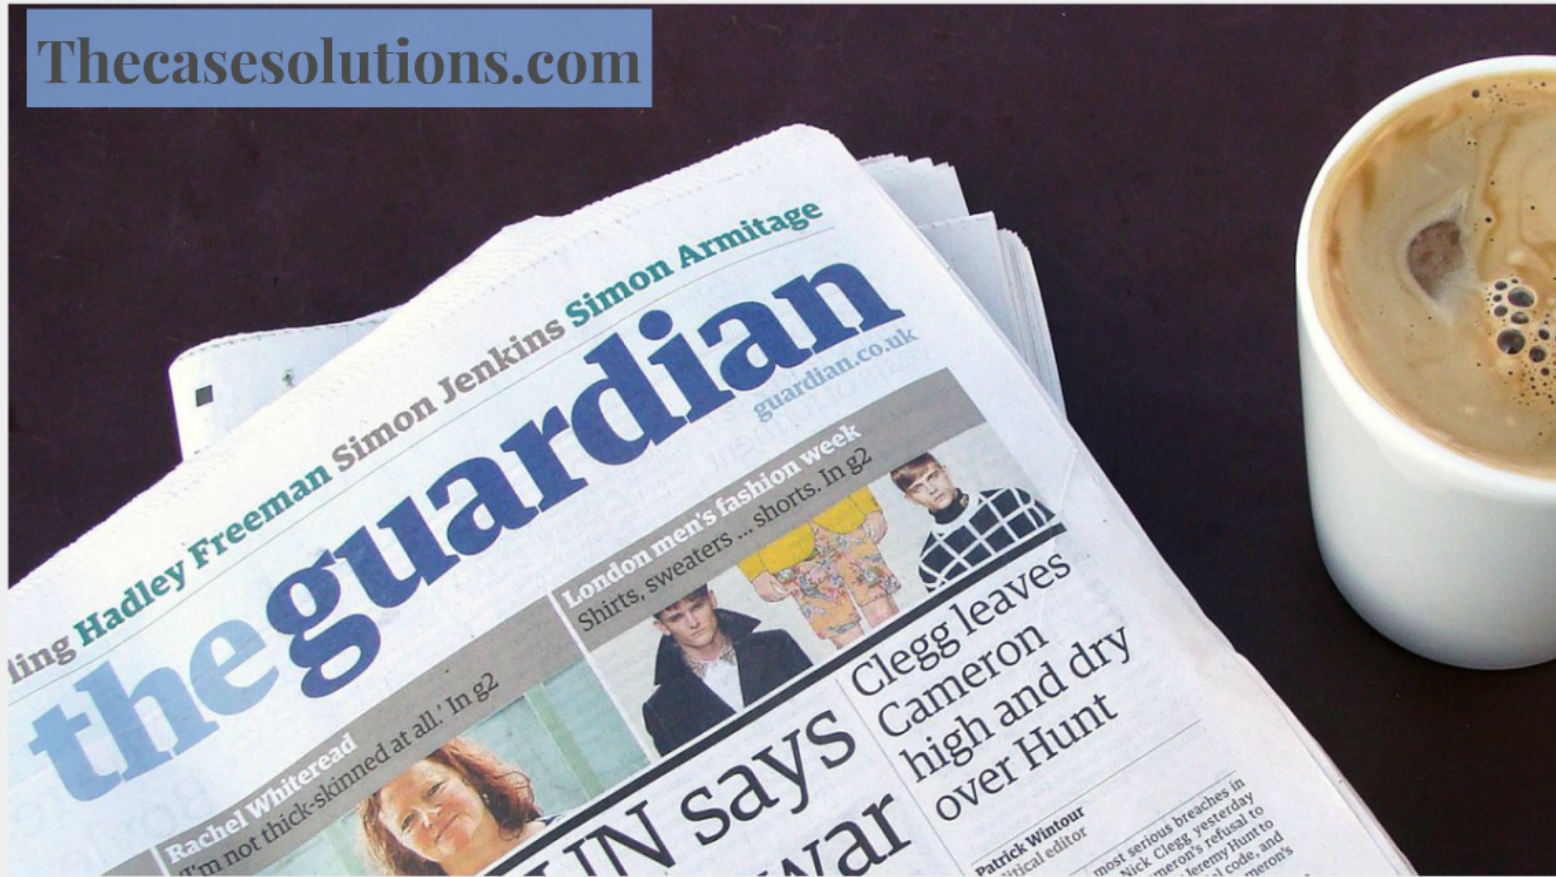 Thecasesolutions.com
Hadley Freeman Simon Jenkins Simon Armitage
theguardian
guardian.co.uk
London men's fashion week
Shirts, sweaters ... shorts. In g2
Rachel Whiteread
'I'm not thick-skinned at all.' In g2
UN says
war
Clegg leaves
Cameron
high and dry
over Hunt
Patrick Wintour
editor
most serious breaches in
Nick Clegg yesterday
refusal to
Jeremy Hunt to
code, and